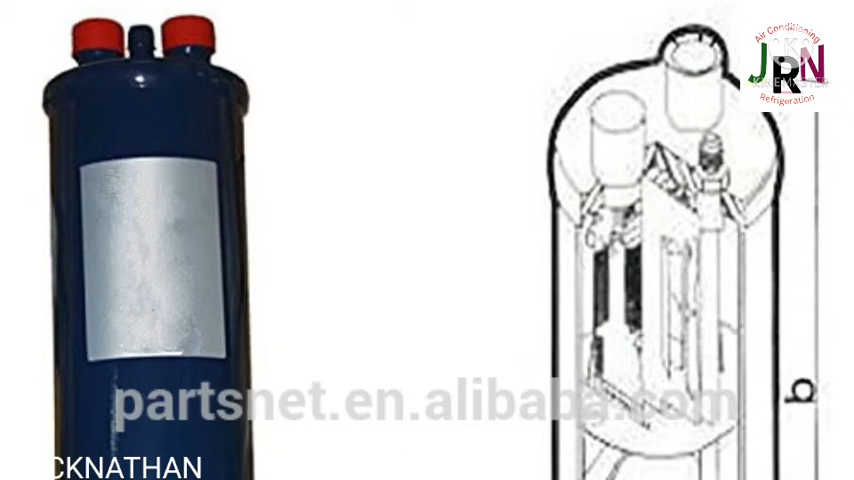 Air Conditioning
JRN
Refrigeration
b
partsnet.en.alibaba.com
CKNATHAN